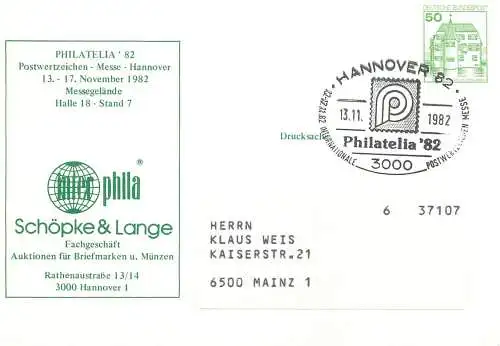 PHILATELIA ' 82
Postwertzeichen - Messe - Hannover
13. - 17. November 1982
Messegelände
Halle 18 - Stand 7
phila ®
Schöpke & Lange
Fachgeschäft
Auktionen für Briefmarken u. Münzen
Rathenaustraße 13/14
3000 Hannover 1
DEUTSCHE BUNDESPOST
50
HANNOVER 82
13.11. 1982
Philatelia '82
INTERNATIONALE POSTWERTZEICHEN MESSE
3000
Drucksache
6 37107
HERRN
KLAUS WEIS
KAISERSTR.21
6500 MAINZ 1